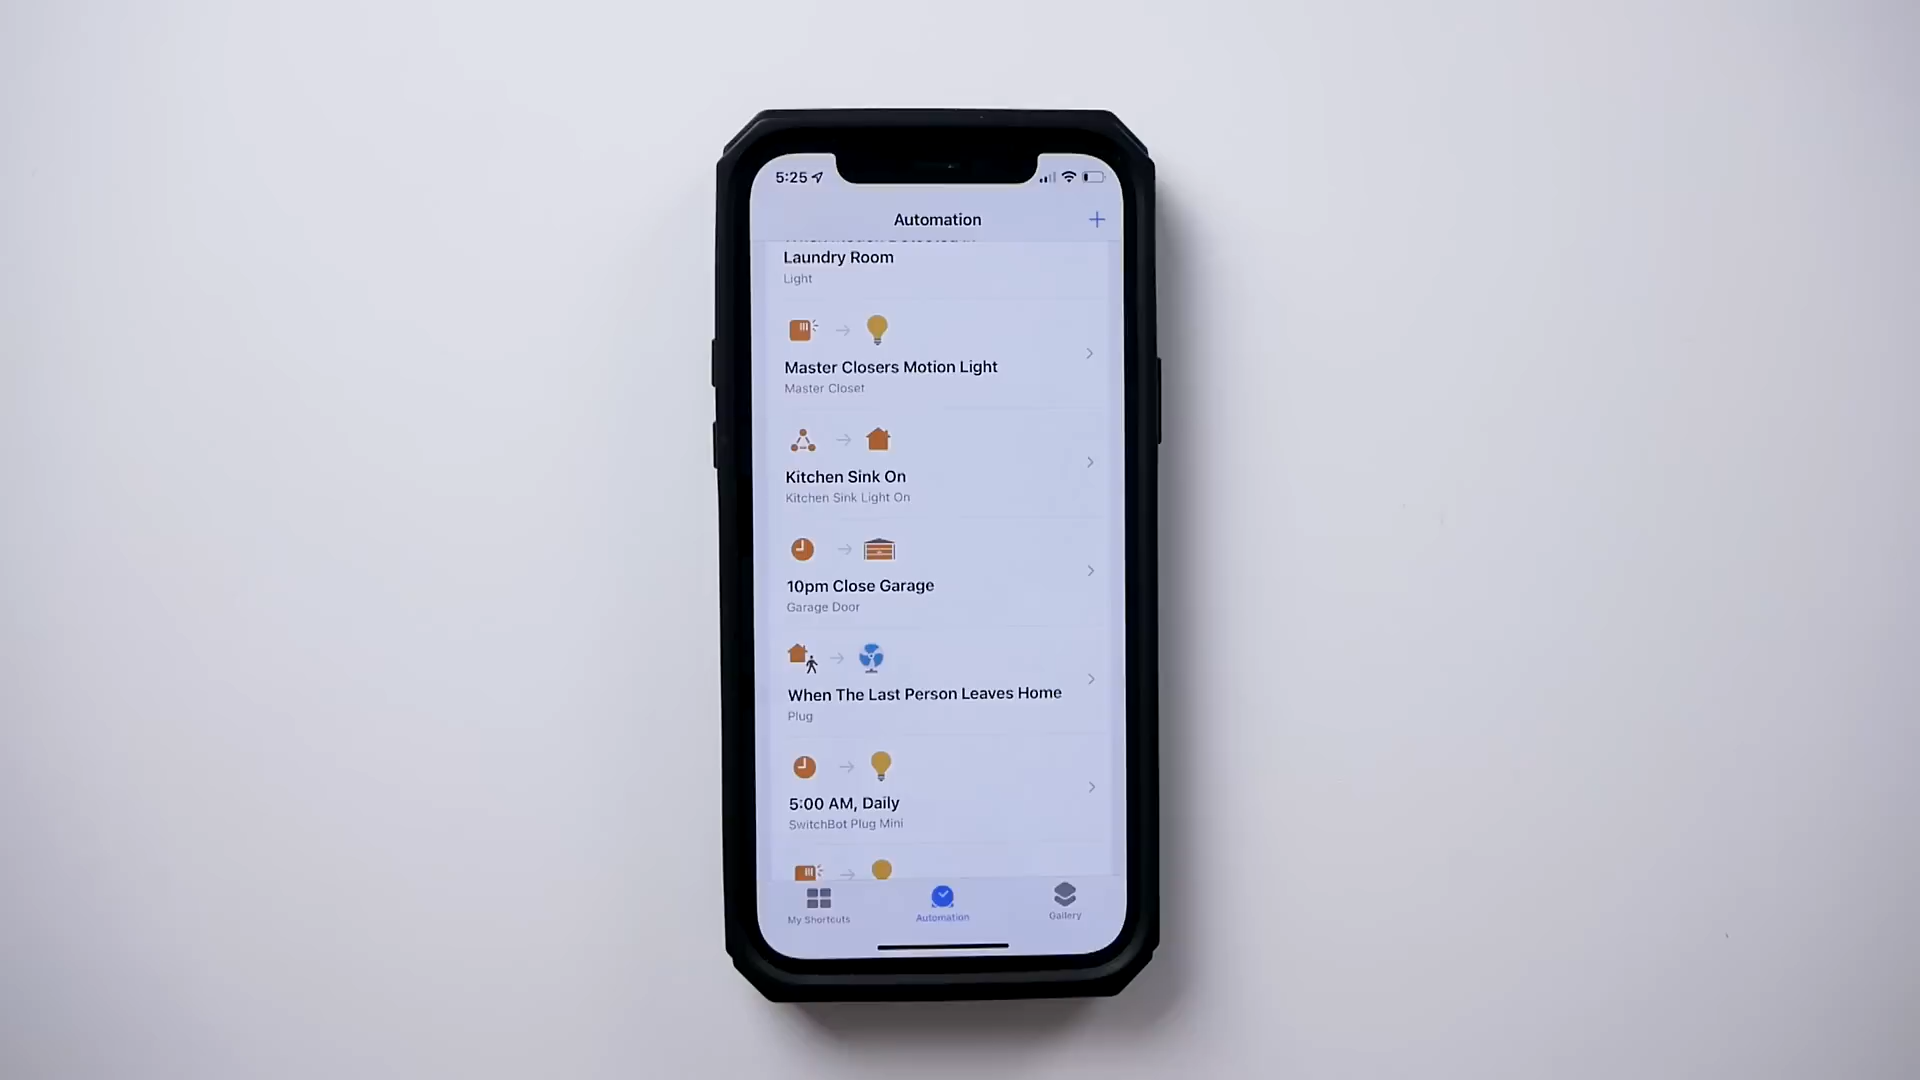 5:25
Automation
Laundry Room
Light
Master Closers Motion Light
Master Closet
Kitchen Sink On
Kitchen Sink Light On
10pm Close Garage
Garage Door
When The Last Person Leaves Home
Plug
5:00 AM, Daily
SwitchBot Plug Mini
My Shortcuts
Automation
Gallery